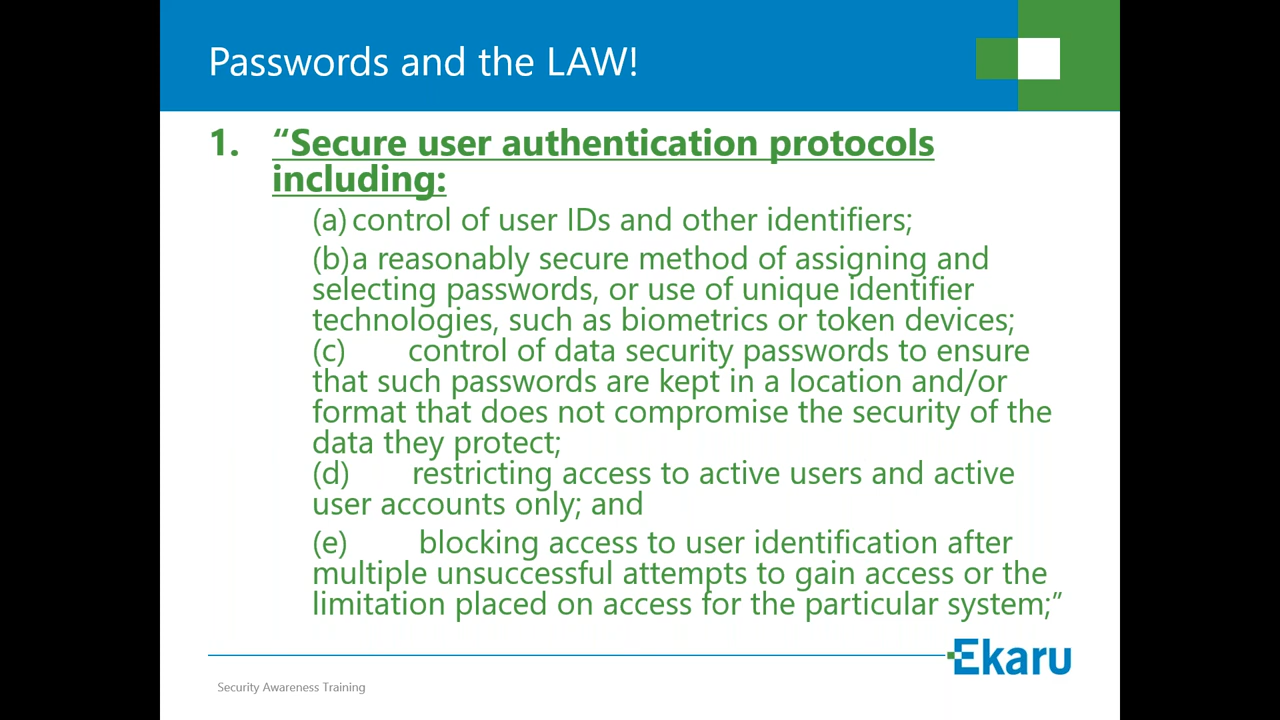 Passwords and the LAW!
1. “Secure user authentication protocols
including:
(a) control of user IDs and other identifiers;
(b) a reasonably secure method of assigning and
selecting passwords, or use of unique identifier
technologies, such as biometrics or token devices;
(c) control of data security passwords to ensure
that such passwords are kept in a location and/or
format that does not compromise the security of the
data they protect;
(d) restricting access to active users and active
user accounts only; and
(e) blocking access to user identification after
multiple unsuccessful attempts to gain access or the
limitation placed on access for the particular system;”
Ekaru
Security Awareness Training